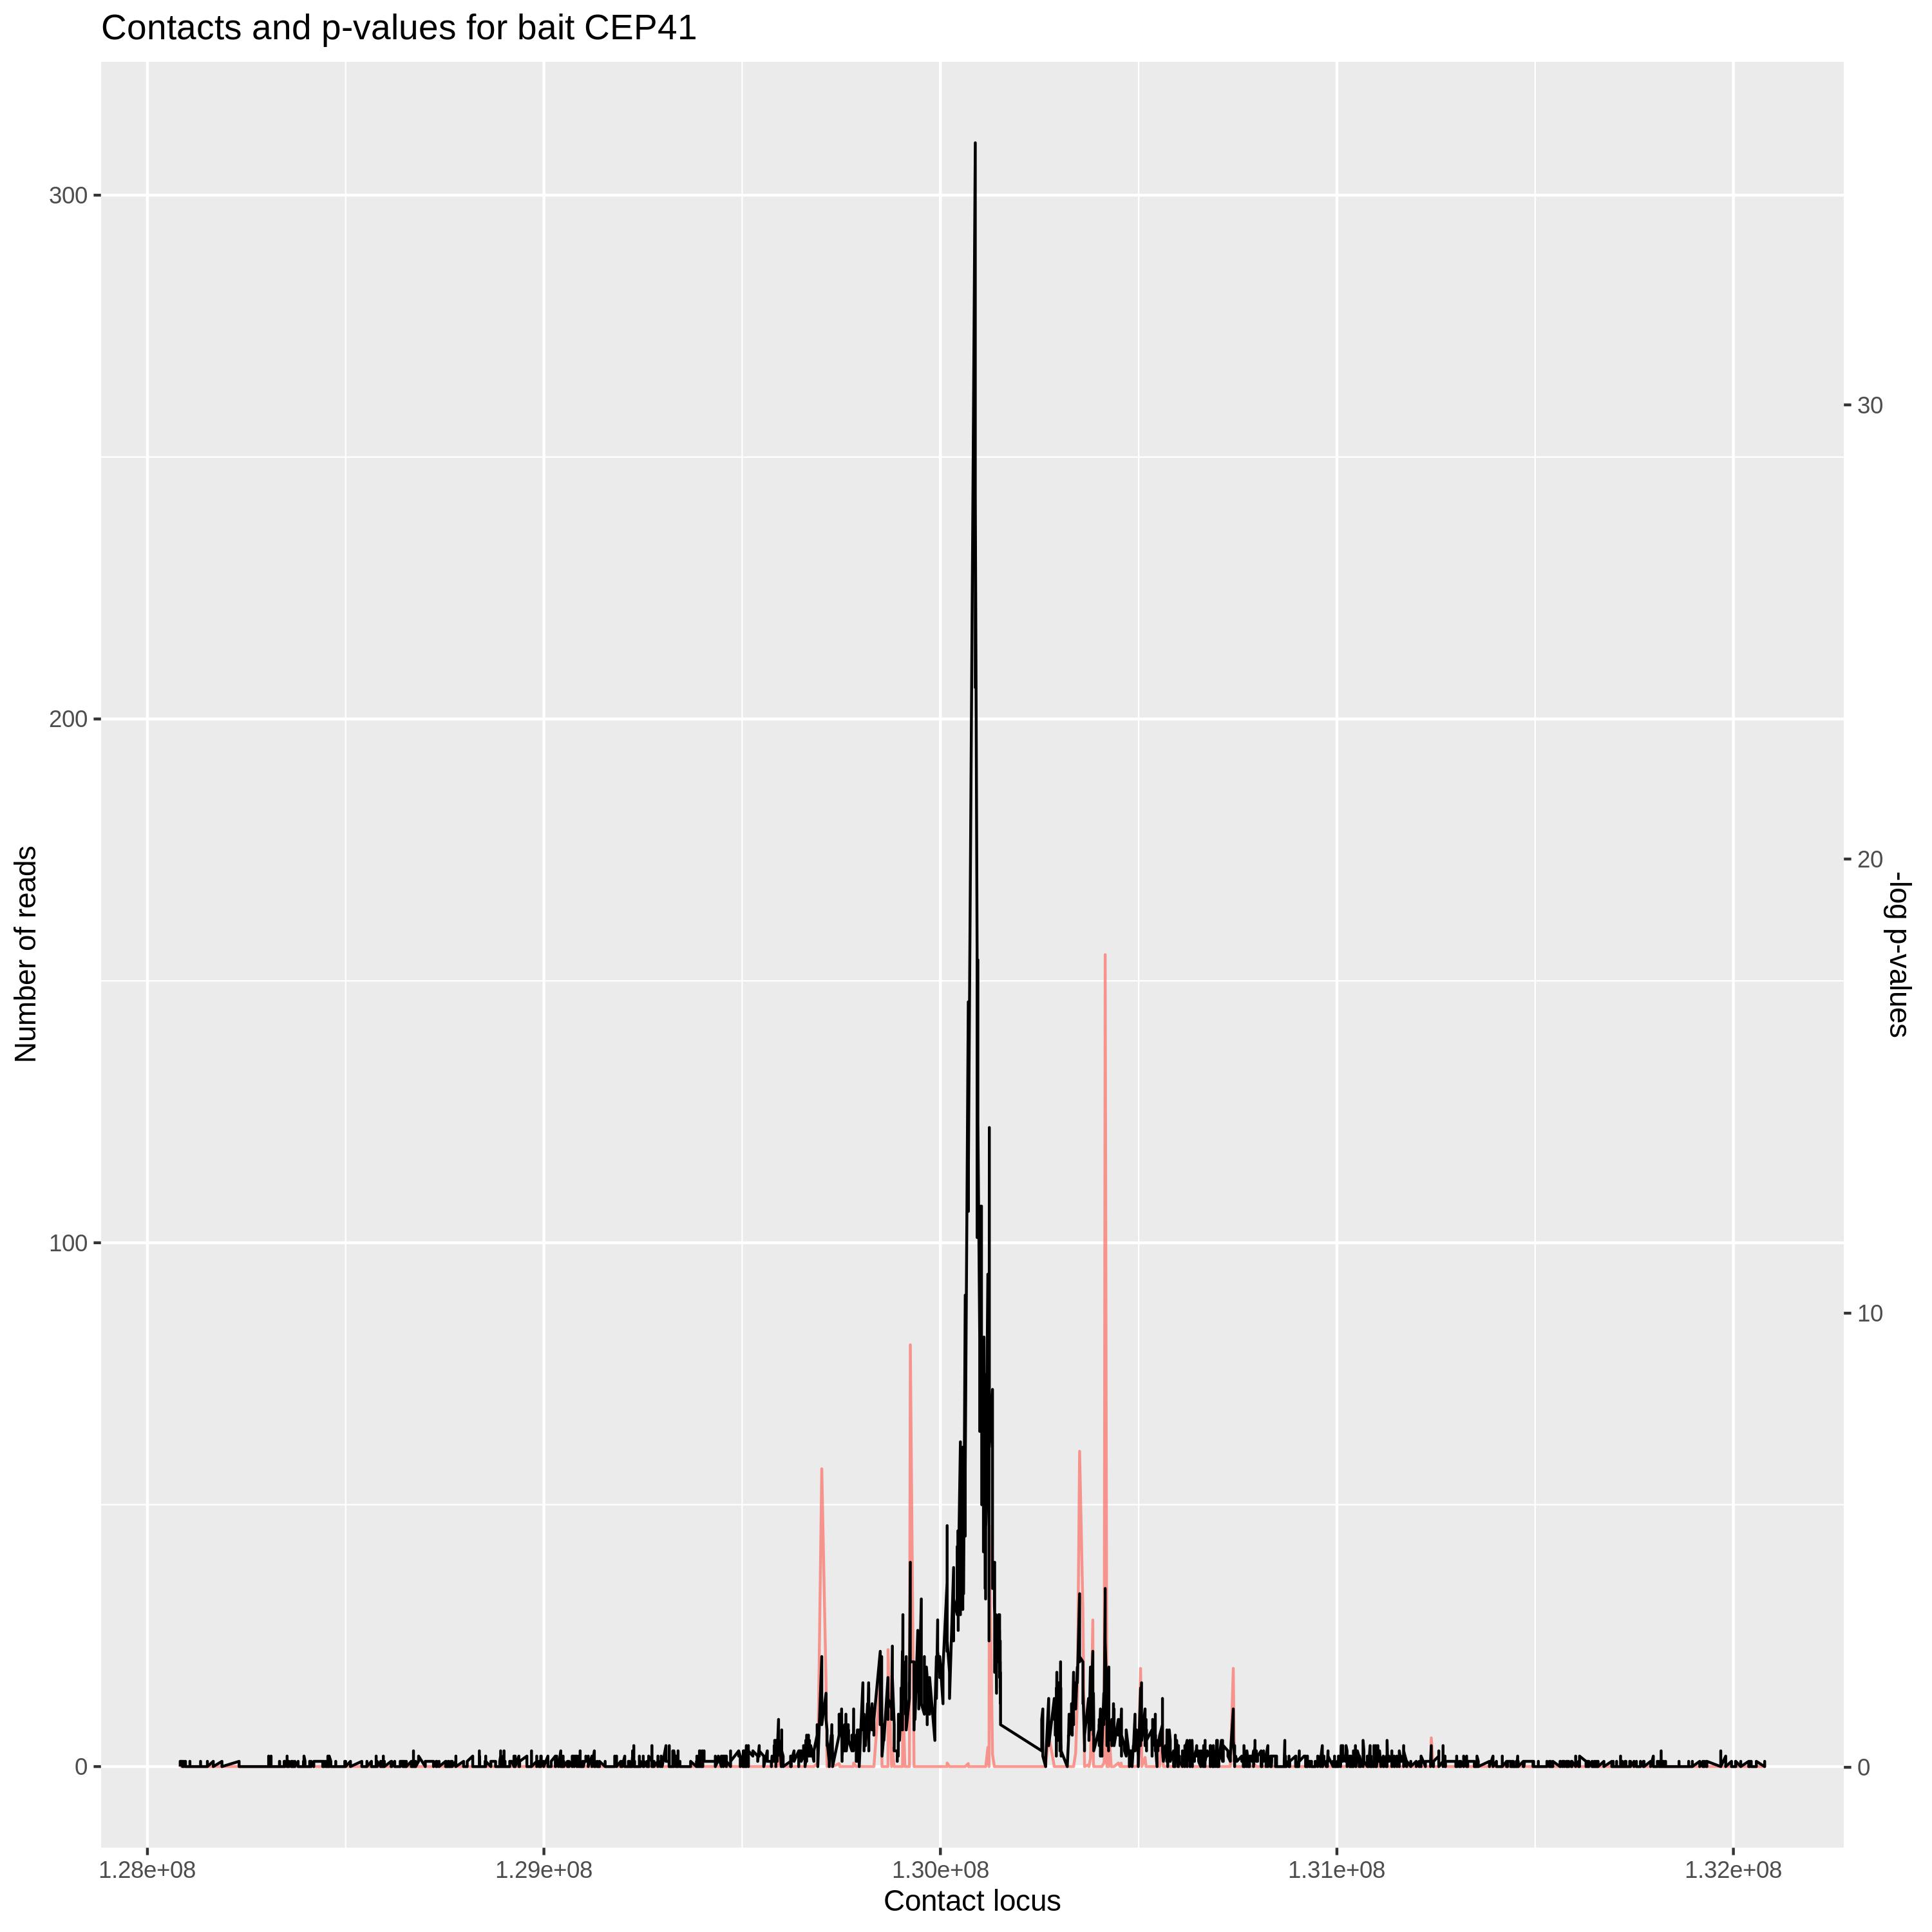 Contacts and p-values for bait CEP41
300
200
100
0
Number of reads
30
20
10
0
-log p-values
1.28e+08
1.29e+08
1.30e+08
1.31e+08
1.32e+08
Contact locus